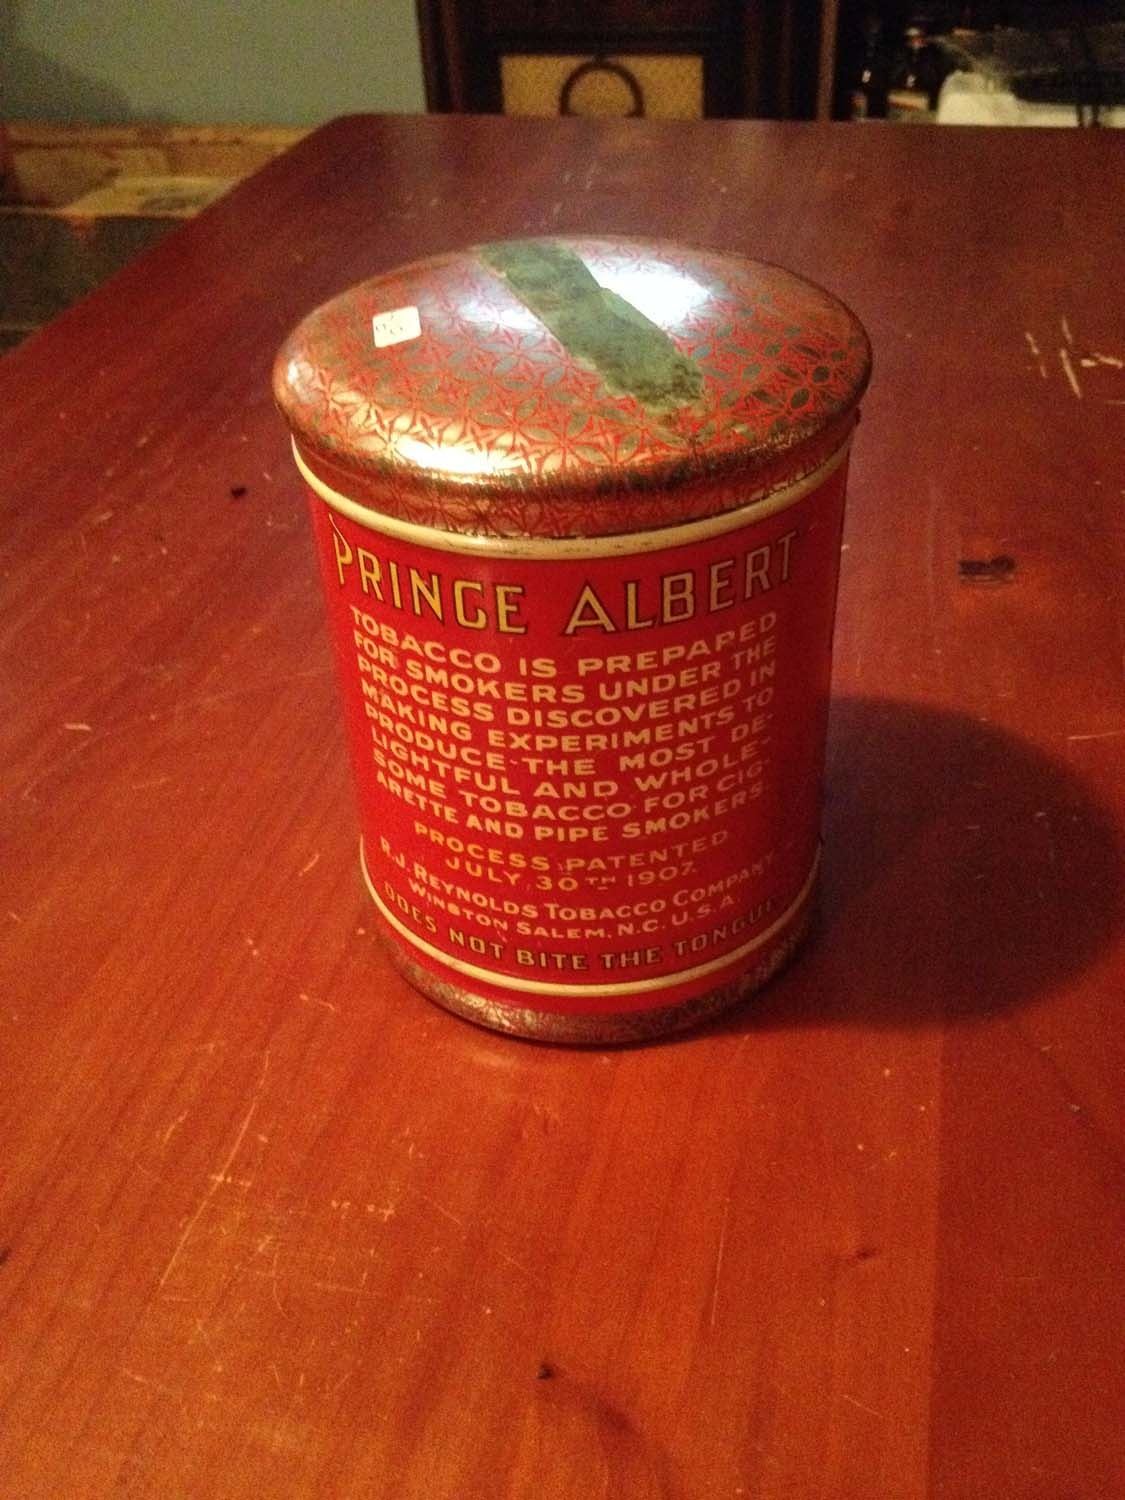 PRINCE ALBERT
TOBACCO IS PREPARED
FOR SMOKERS UNDER THE
PROCESS DISCOVERED IN
MAKING EXPERIMENTS TO
PRODUCE THE MOST DE-
LIGHTFUL AND WHOLE-
SOME TOBACCO FOR CIG-
ARETTE AND PIPE SMOKERS.
PROCESS PATENTED
JULY 30TH 1907.
R.J. REYNOLDS TOBACCO COMPANY
WINSTON SALEM, N.C. U.S.A.
DOES NOT BITE THE TONGUE